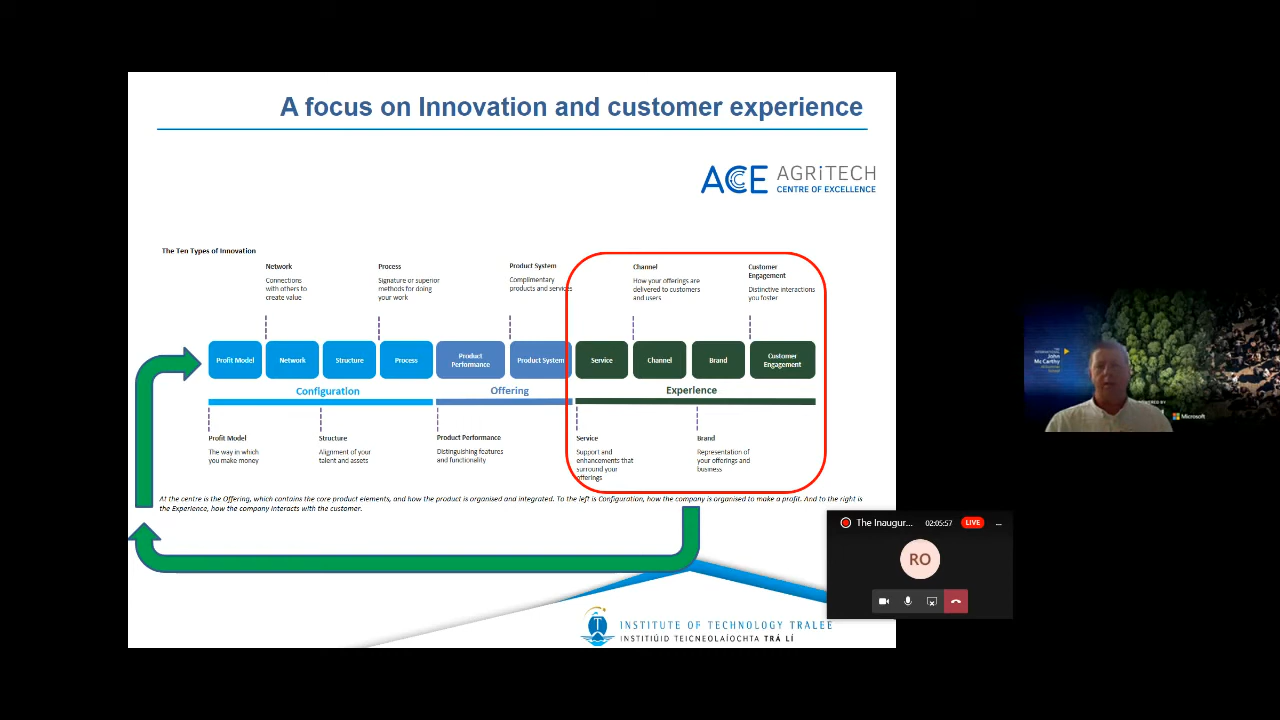 A focus on Innovation and customer experience
ACE AGRiTECH
CENTRE OF EXCELLENCE
The Ten Types of Innovation
Network
Connections
with others to
create value
Process
Signature or superior
methods for doing
your work
Product System
Complimentary
products and services
Channel
How your offerings are
delivered to customers
and users
Customer
Engagement
Distinctive interactions
you foster
Profit Model
Network
Structure
Process
Product
Performance
Product System
Service
Channel
Brand
Customer
Engagement
Configuration
Offering
Experience
Profit Model
The way in which
you make money
Structure
Alignment of your
talent and assets
Product Performance
Distinguishing features
and functionality
Service
Support and
enhancements that
surround your
offerings
Brand
Representation of
your offerings and
business
At the centre is the Offering, which contains the core product elements, and how the product is organised and integrated. To the left is Configuration, how the company is organised to make a profit. And to the right is
the Experience, how the company interacts with the customer.
INSTITUTE OF TECHNOLOGY TRALEE
INSTITIÚID TEICNEOLAÍOCHTA TRÁ LÍ
The Inaugur...
02:05:57
LIVE
...
RO
John
McCarthy
Microsoft